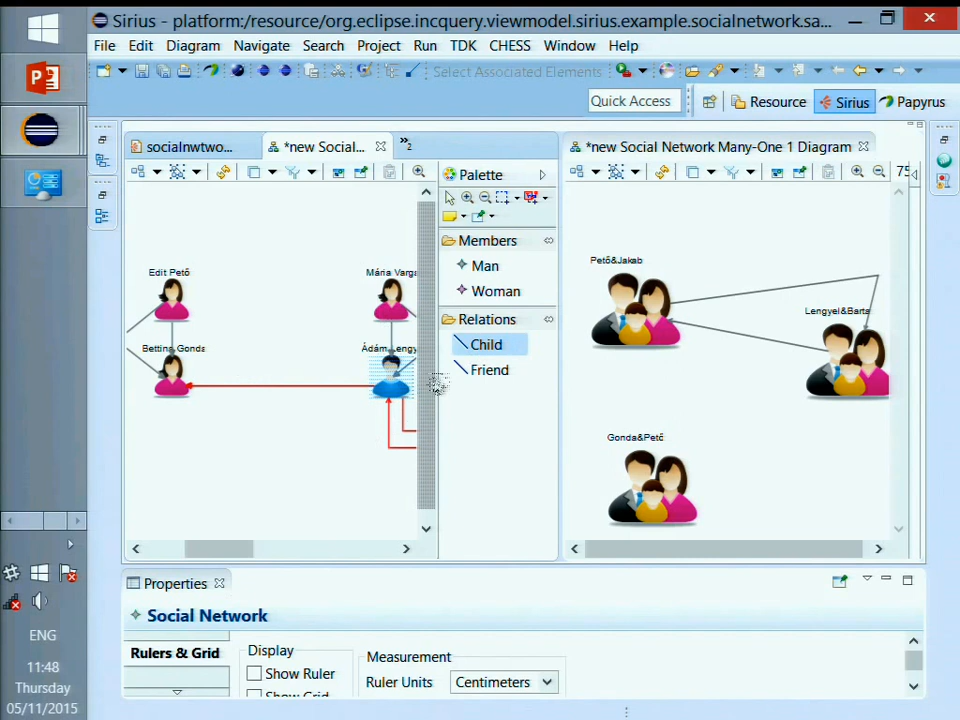 Sirius - platform:/resource/org.eclipse.incquery.viewmodel.sirius.example.socialnetwork.sa...
File Edit Diagram Navigate Search Project Run TDK CHESS Window Help
Select Associated Elements
Quick Access
Resource
Sirius
Papyrus
socialnwtwo...
*new Social...
2
*new Social Network Many-One 1 Diagram
Palette
75
Members
Man
Woman
Relations
Child
Friend
Edit Pető
Mária Varga
Bettina Gonda
Ádám Lengy
Pető&Jakab
Lengyel&Barta
Gonda&Pető
Properties
Social Network
Rulers & Grid
Display
Show Ruler
Show Grid
Measurement
Ruler Units
Centimeters
ENG
11:48
Thursday
05/11/2015